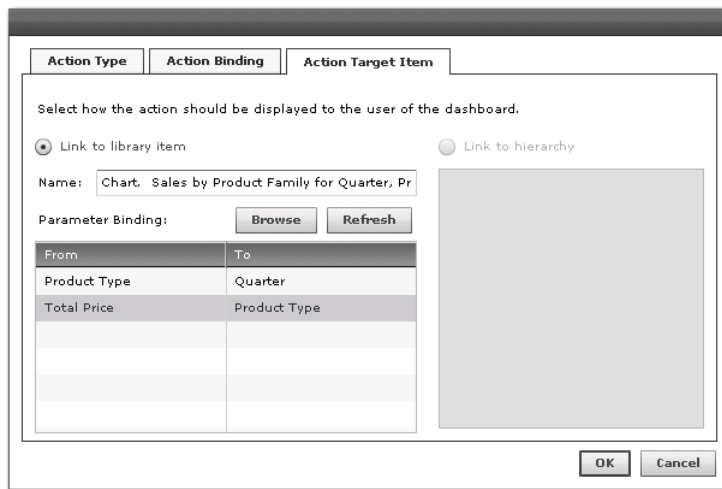 Action Type Action Binding Action Target Item
Select how the action should be displayed to the user of the dashboard.
Link to library item Link to hierarchy
Name: Chart. Sales by Product Family for Quarter, Pr
Parameter Binding: Browse Refresh
From To
Product Type Quarter
Total Price Product Type
OK Cancel